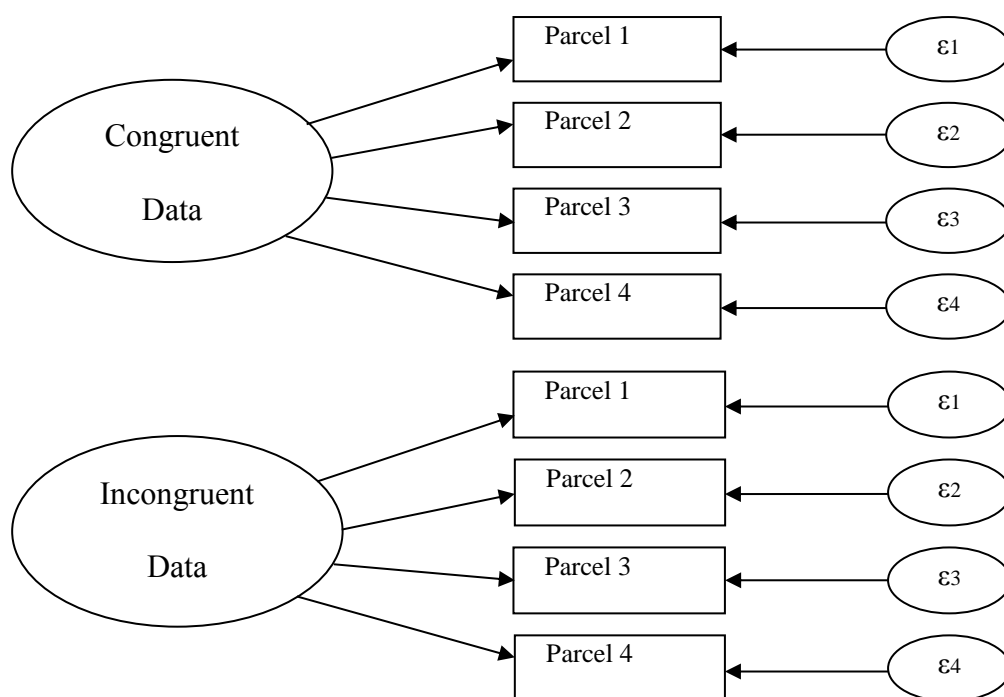 Parcel 1
ε1
Congruent
Data
Parcel 2
ε2
Parcel 3
ε3
Parcel 4
ε4
Parcel 1
ε1
Incongruent
Data
Parcel 2
ε2
Parcel 3
ε3
Parcel 4
ε4